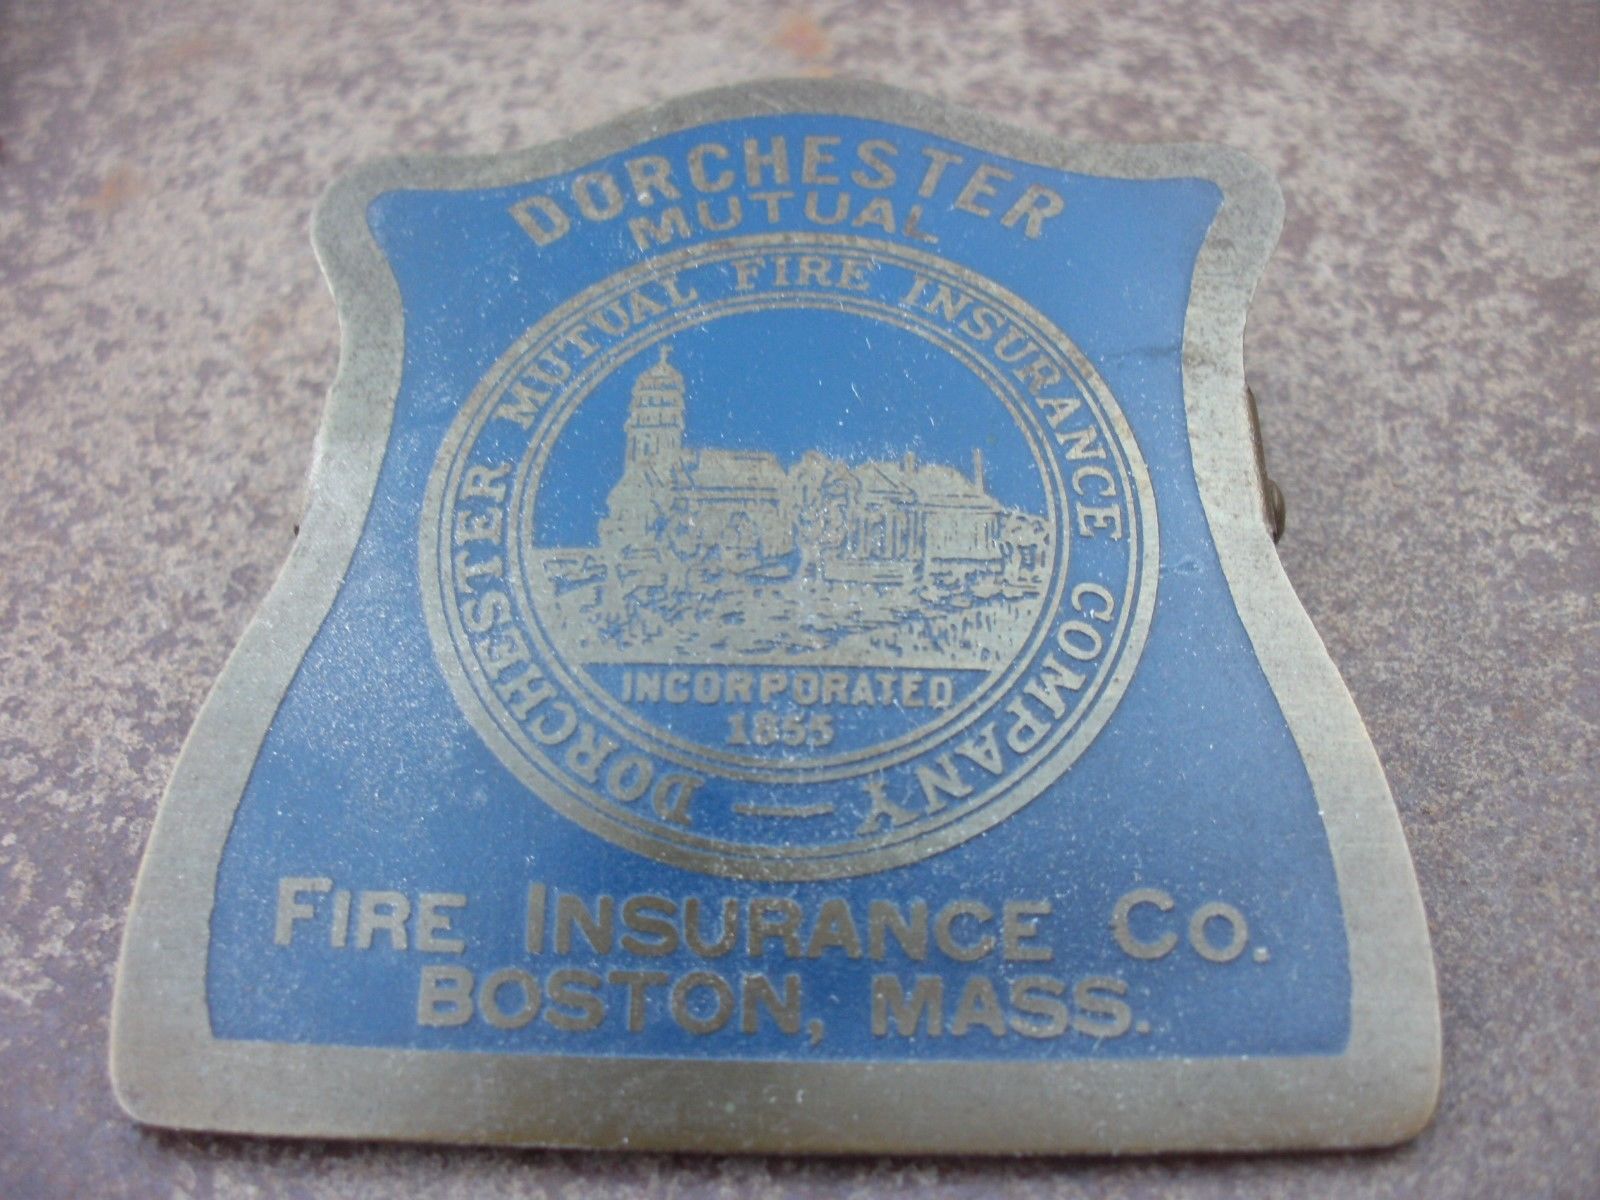 DORCHESTER
MUTUAL
DORCHESTER MUTUAL FIRE INSURANCE COMPANY —
INCORPORATED
1855
FIRE INSURANCE CO.
BOSTON, MASS.